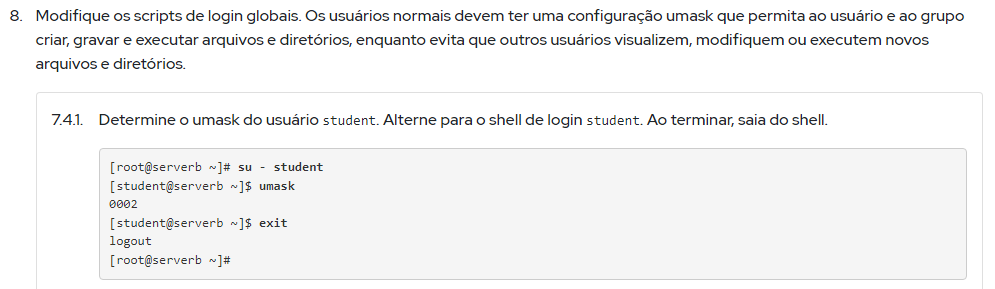 8. Modifique os scripts de login globais. Os usuários normais devem ter uma configuração umask que permita ao usuário e ao grupo
criar, gravar e executar arquivos e diretórios, enquanto evita que outros usuários visualizem, modifiquem ou executem novos
arquivos e diretórios.
7.4.1. Determine o umask do usuário student. Alterne para o shell de login student. Ao terminar, saia do shell.
[root@serverb ~]# su - student
[student@serverb ~]$ umask
0002
[student@serverb ~]$ exit
logout
[root@serverb ~]#